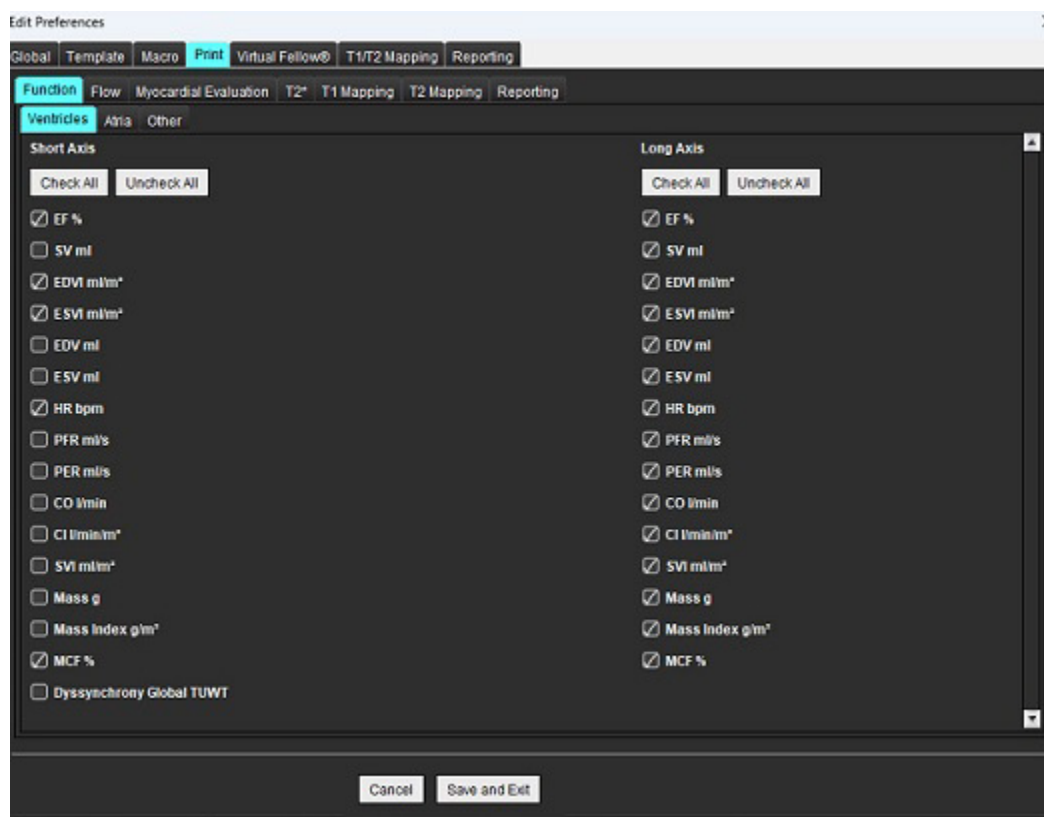 Edit Preferences
Global Template Macro Print Virtual Fellow® T1/T2 Mapping Reporting
Function Flow Myocardial Evaluation T2* T1 Mapping T2 Mapping Reporting
Ventricles Atria Other
Short Axis
Check All Uncheck All
EF %
SV ml
EDVI ml/m²
ESVI ml/m²
EDV ml
ESV ml
HR bpm
PFR ml/s
PER ml/s
CO l/min
CI l/min/m²
SVI ml/m²
Mass g
Mass Index g/m²
MCF %
Dyssynchrony Global TUWT
Long Axis
Check All Uncheck All
EF %
SV ml
EDVI ml/m²
ESVI ml/m²
EDV ml
ESV ml
HR bpm
PFR ml/s
PER ml/s
CO l/min
CI l/min/m²
SVI ml/m²
Mass g
Mass Index g/m²
MCF %
Cancel Save and Exit